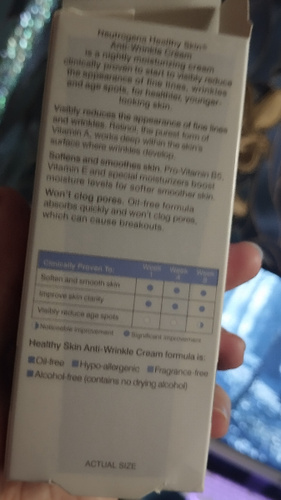 Neutrogena Healthy Skin®
Anti-Wrinkle Cream
is a nightly moisturizing cream
clinically proven to start to visibly reduce
the appearance of fine lines, wrinkles
and age spots, for healthier, younger-
looking skin.
Visibly reduces the appearance of fine lines
and wrinkles. Retinol, the purest form of
Vitamin A, works deep within the skin's
surface where wrinkles develop.
Softens and smoothes skin. Pro-Vitamin B5,
Vitamin E and special moisturizers boost
moisture levels for softer smoother skin.
Won't clog pores. Oil-free formula
absorbs quickly and won't clog pores,
which can cause breakouts.
Clinically Proven To: Week Week Week
1 4 8
Soften and smooth skin
Improve skin clarity
Visibly reduce age spots
Noticeable improvement Significant improvement
Healthy Skin Anti-Wrinkle Cream formula is:
Oil-free Hypo-allergenic Fragrance-free
Alcohol-free (contains no drying alcohol)
ACTUAL SIZE